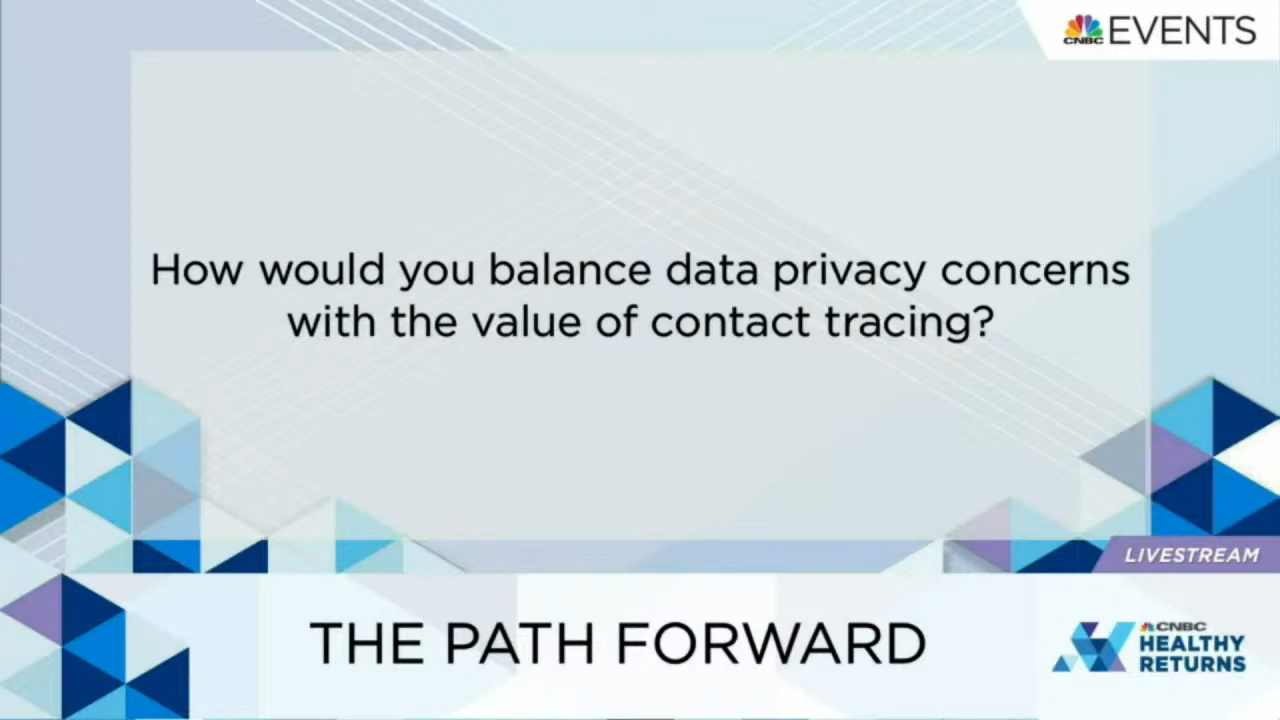 CNBC EVENTS
How would you balance data privacy concerns
with the value of contact tracing?
LIVESTREAM
THE PATH FORWARD
CNBC
HEALTHY
RETURNS